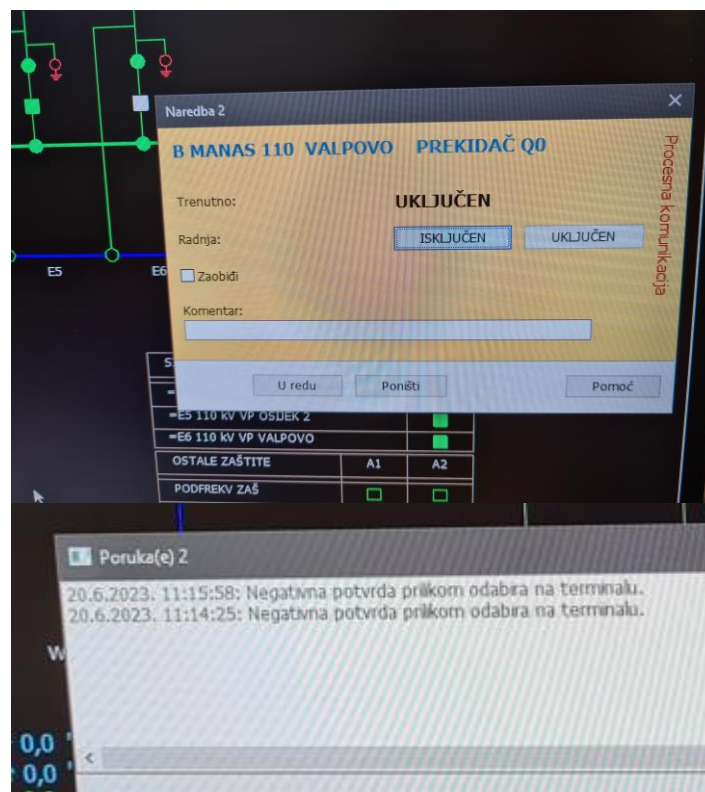 Naredba 2
B MANAS 110 VALPOVO PREKIDAČ Q0
Procesna komunikacija
Trenutno: UKLJUČEN
Radnja: ISKLJUČEN UKLJUČEN
Zaobiđi
Komentar:
U redu Poništi Pomoć
E5 E6
=E5 110 kV VP OSIJEK 2
=E6 110 kV VP VALPOVO
OSTALE ZAŠTITE A1 A2
PODFREKV ZAŠ
Poruka(e) 2
20.6.2023. 11:15:58: Negativna potvrda prilikom odabira na terminalu.
20.6.2023. 11:14:25: Negativna potvrda prilikom odabira na terminalu.
W
0,0
0,0